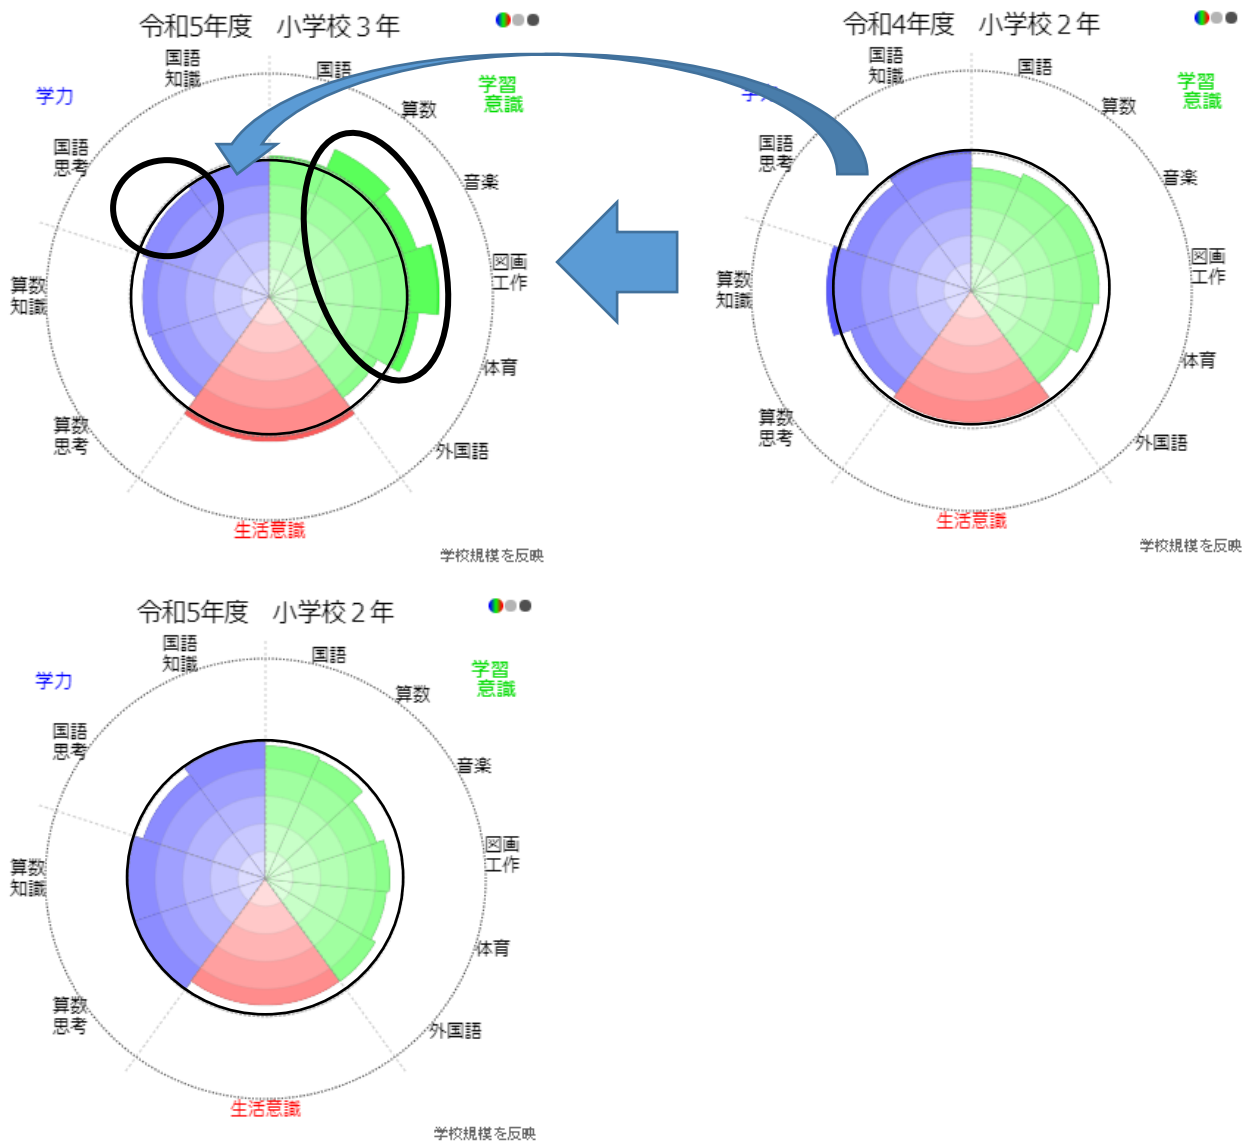 令和5年度　小学校３年
国語
知識
国語
学力
学習
意識
算数
国語
思考
音楽
図画
工作
算数
知識
体育
算数
思考
外国語
生活意識
学校規模を反映
令和4年度　小学校２年
国語
知識
国語
学習
意識
学力
算数
国語
思考
音楽
図画
工作
算数
知識
体育
算数
思考
外国語
生活意識
学校規模を反映
令和5年度　小学校２年
国語
知識
国語
学力
学習
意識
算数
国語
思考
音楽
図画
工作
算数
知識
体育
算数
思考
外国語
生活意識
学校規模を反映